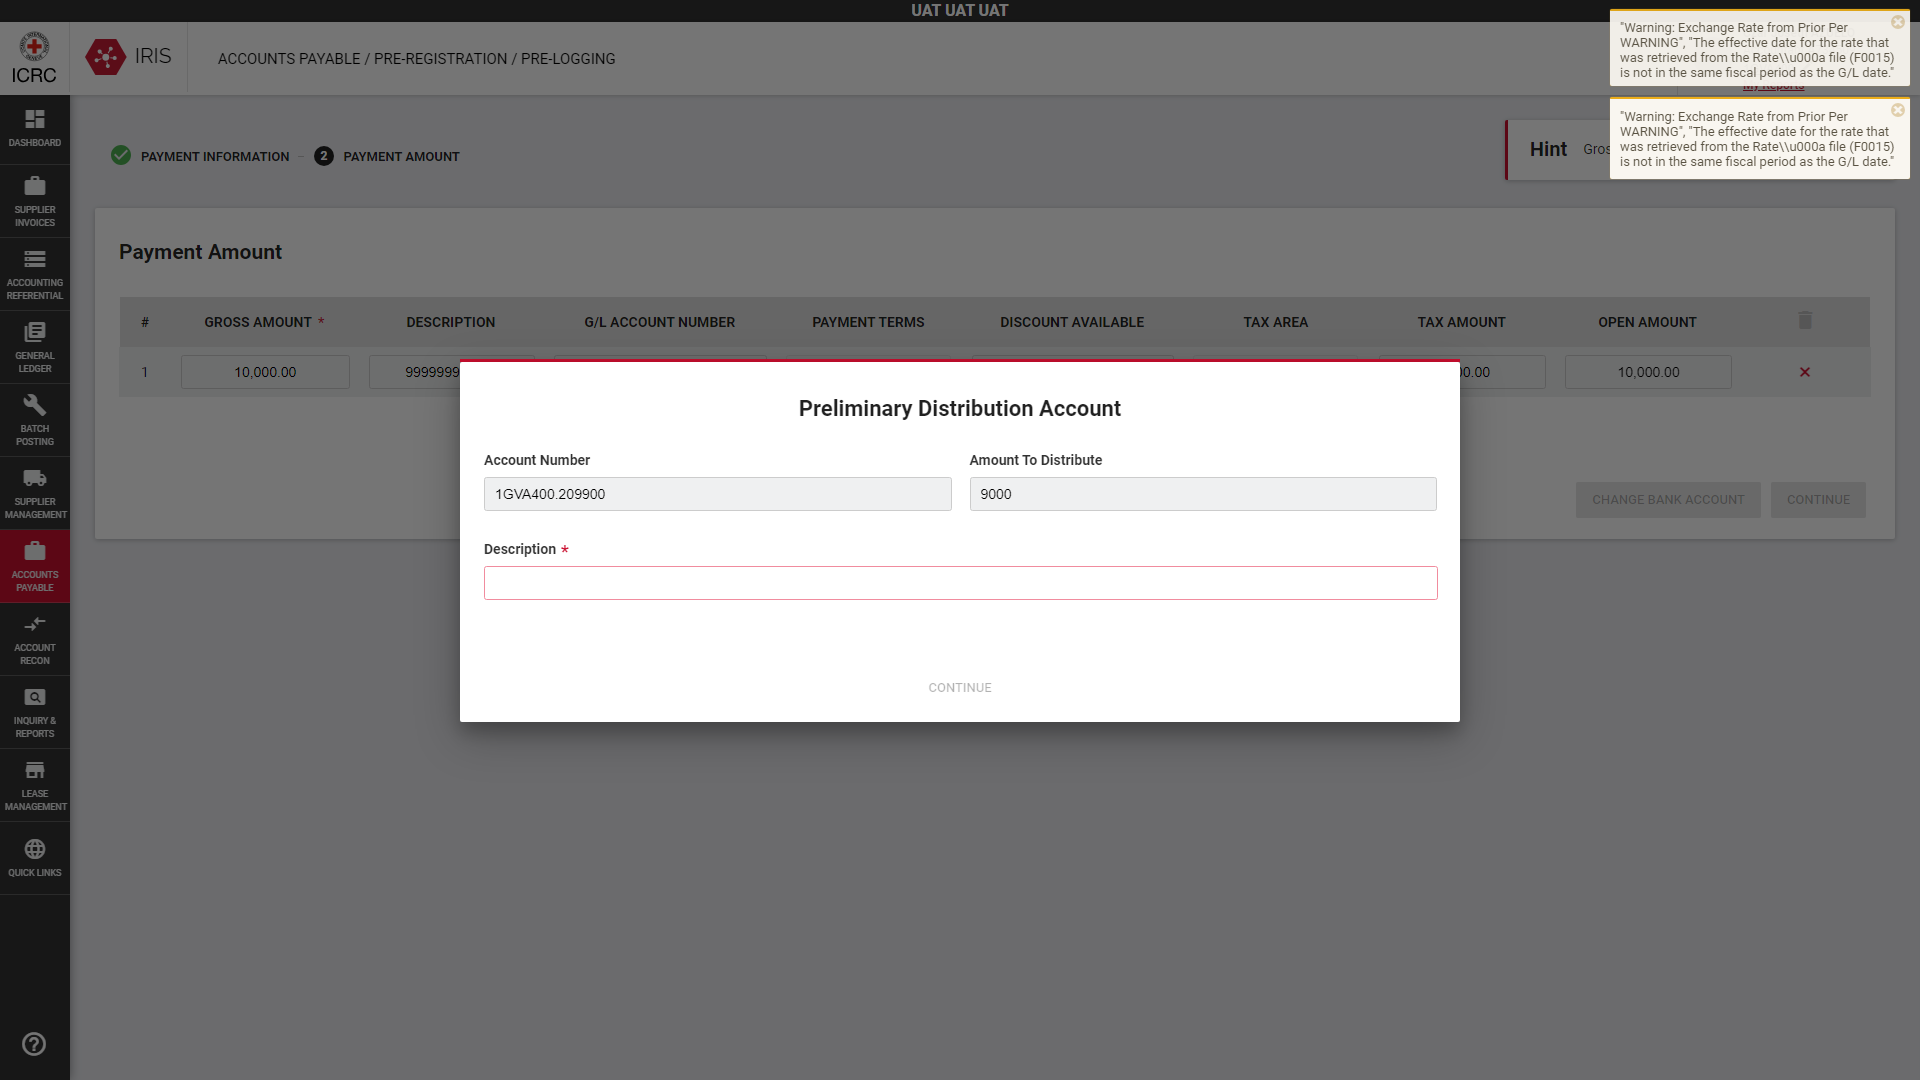 UAT UAT UAT
ICRC
IRIS
ACCOUNTS PAYABLE / PRE-REGISTRATION / PRE-LOGGING
"Warning: Exchange Rate from Prior Per
WARNING", "The effective date for the rate that
was retrieved from the Rate\\u000a file (F0015)
is not in the same fiscal period as the G/L date."
My Reports
"Warning: Exchange Rate from Prior Per
WARNING", "The effective date for the rate that
was retrieved from the Rate\\u000a file (F0015)
is not in the same fiscal period as the G/L date."
DASHBOARD
SUPPLIER
INVOICES
ACCOUNTING
REFERENTIAL
GENERAL
LEDGER
BATCH
POSTING
SUPPLIER
MANAGEMENT
ACCOUNTS
PAYABLE
ACCOUNT
RECON
INQUIRY &
REPORTS
LEASE
MANAGEMENT
QUICK LINKS
PAYMENT INFORMATION
2 PAYMENT AMOUNT
Hint
Payment Amount
# GROSS AMOUNT * DESCRIPTION G/L ACCOUNT NUMBER PAYMENT TERMS DISCOUNT AVAILABLE TAX AREA TAX AMOUNT OPEN AMOUNT
1 10,000.00 9999999 00.00 10,000.00
CHANGE BANK ACCOUNT CONTINUE
Preliminary Distribution Account
Account Number Amount To Distribute
1GVA400.209900 9000
Description *
CONTINUE